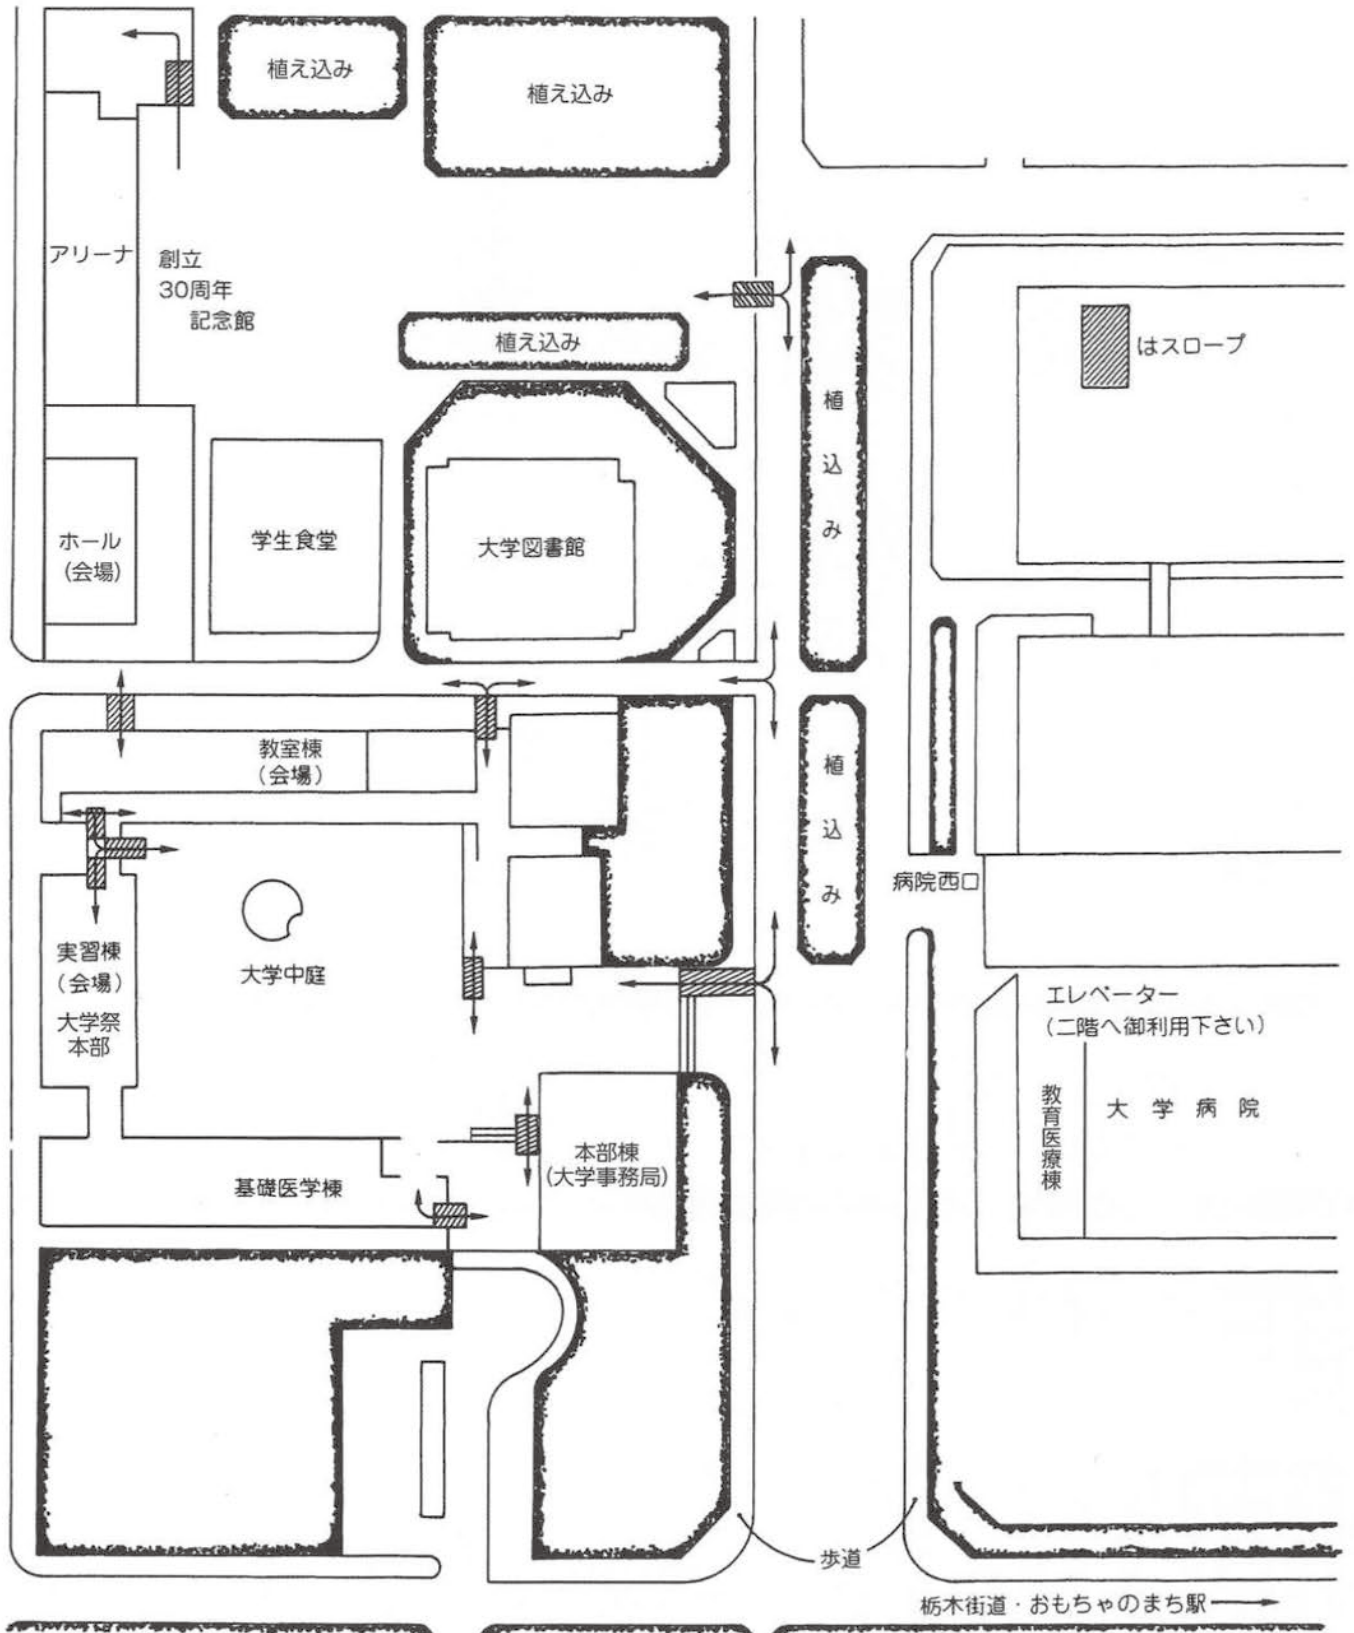 植え込み
植え込み
アリーナ
創立
30周年
記念館
植え込み
はスロープ
植込み
ホール
(会場)
学生食堂
大学図書館
教室棟
(会場)
植込み
病院西口
実習棟
(会場)
大学祭
本部
大学中庭
エレベーター
(二階へ御利用下さい)
教育医療棟
大学病院
本部棟
(大学事務局)
基礎医学棟
歩道
栃木街道・おもちゃのまち駅